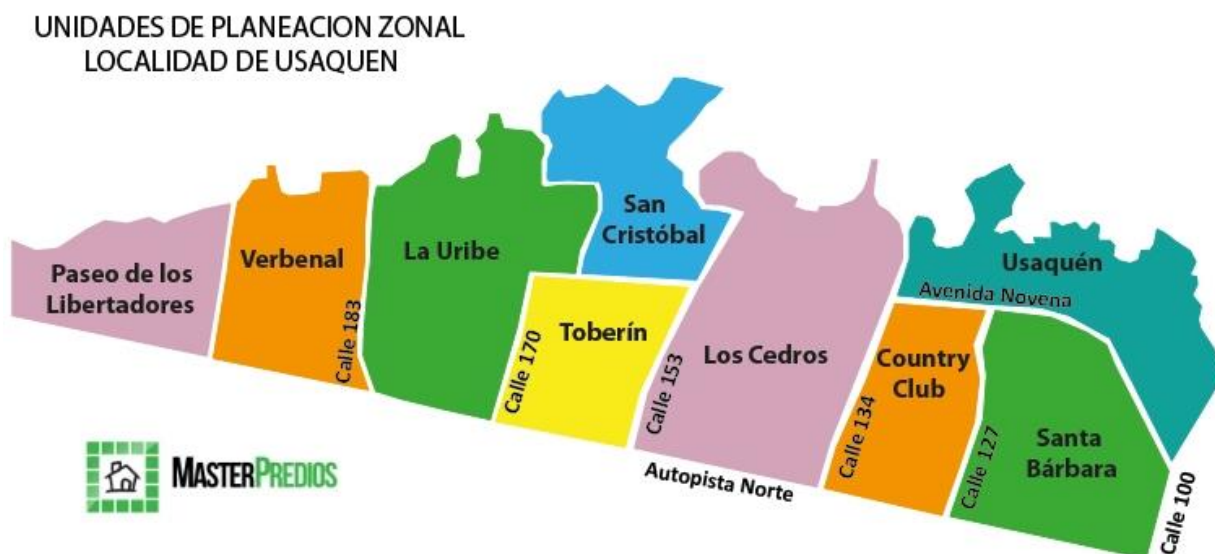 UNIDADES DE PLANEACION ZONAL
LOCALIDAD DE USAQUEN
Paseo de los
Libertadores
Verbenal
Calle 183
La Uribe
San
Cristóbal
Calle 170
Toberín
Calle 153
Los Cedros
Usaquén
Avenida Novena
Country
Club
Calle 134
Calle 127
Santa
Bárbara
Calle 100
Autopista Norte
MASTERPREDIOS